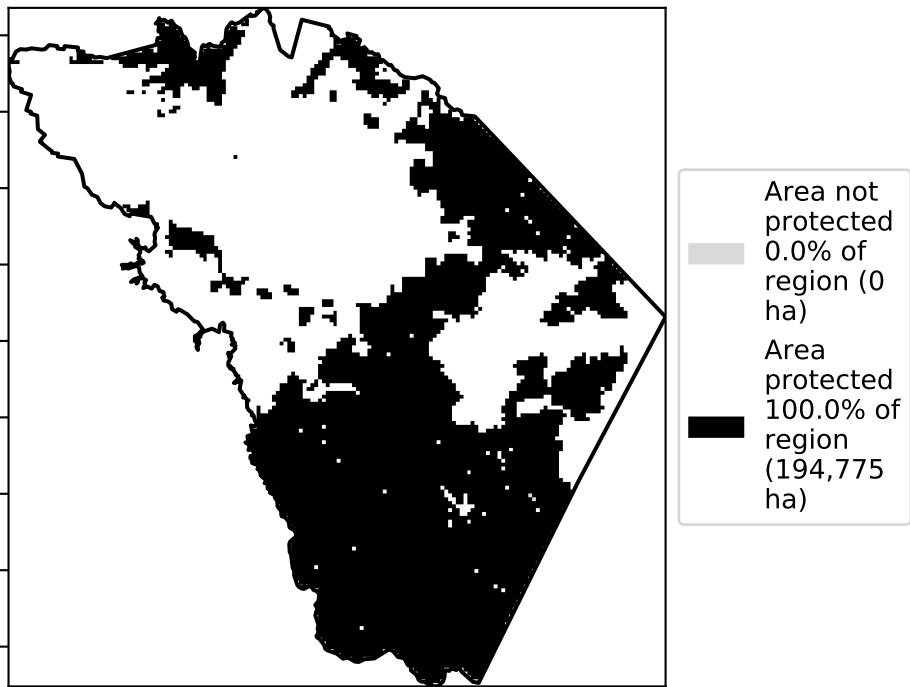 Area not
protected
0.0% of
region (0
ha)
Area
protected
100.0% of
region
(194,775
ha)